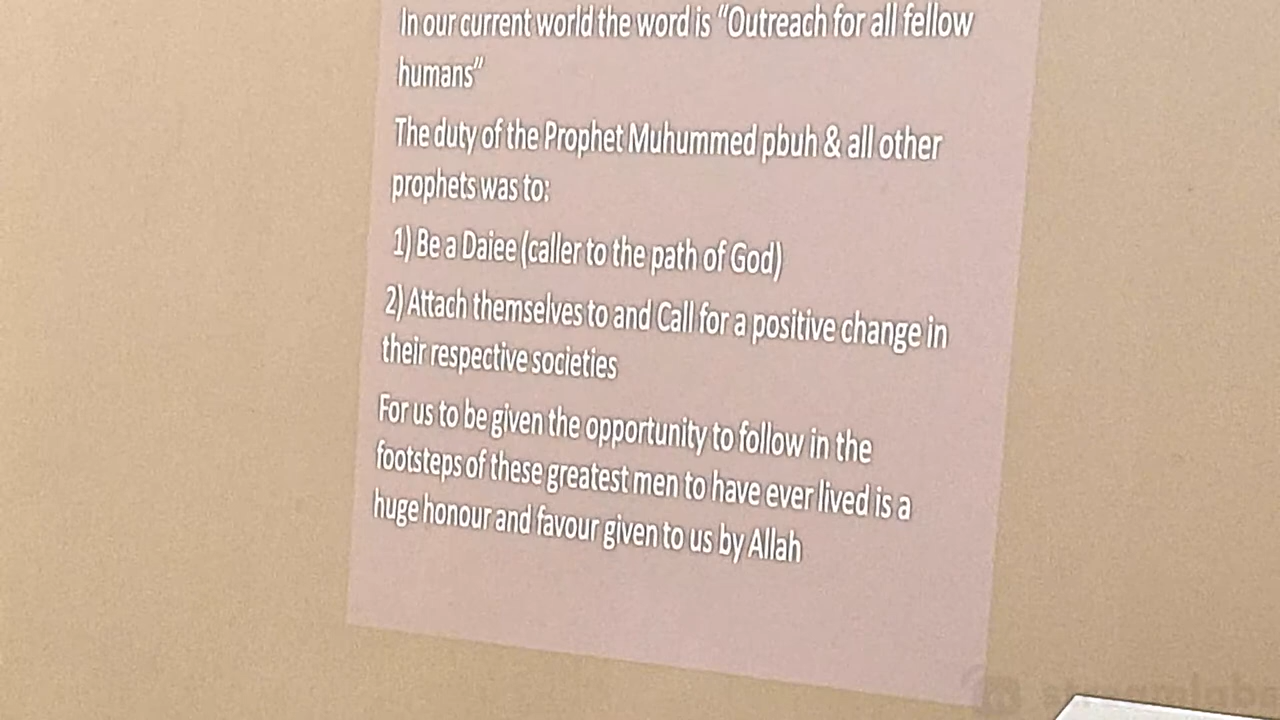 In our current world the word is “Outreach for all fellow
humans”
The duty of the Prophet Muhummed pbuh & all other
prophets was to:
1) Be a Daiee (caller to the path of God)
2) Attach themselves to and Call for a positive change in
their respective societies
For us to be given the opportunity to follow in the
footsteps of these greatest men to have ever lived is a
huge honour and favour given to us by Allah